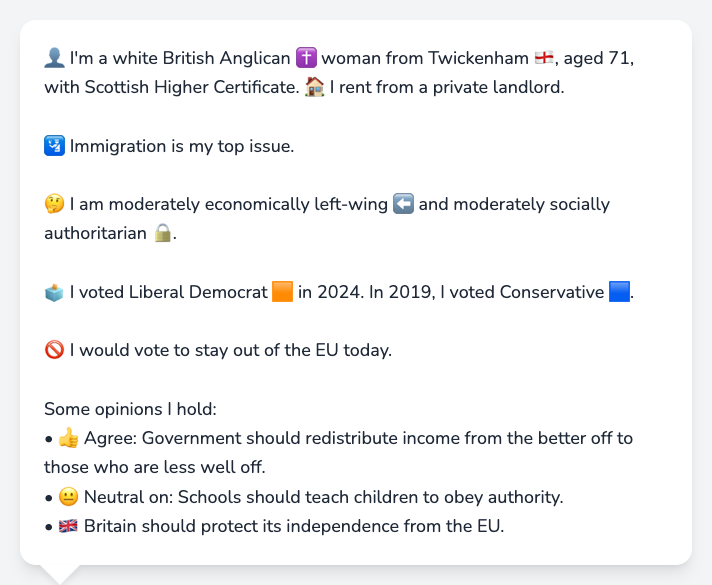 👤 I'm a white British Anglican ✝️ woman from Twickenham 🏴󠁧󠁢󠁥󠁮󠁧󠁿, aged 71,
with Scottish Higher Certificate. 🏠 I rent from a private landlord.
🛂 Immigration is my top issue.
🤔 I am moderately economically left-wing ⬅️ and moderately socially
authoritarian 🔒.
🗳️ I voted Liberal Democrat 🟧 in 2024. In 2019, I voted Conservative 🟦.
🚫 I would vote to stay out of the EU today.
Some opinions I hold:
• 👍 Agree: Government should redistribute income from the better off to
those who are less well off.
• 😐 Neutral on: Schools should teach children to obey authority.
• 🇬🇧 Britain should protect its independence from the EU.